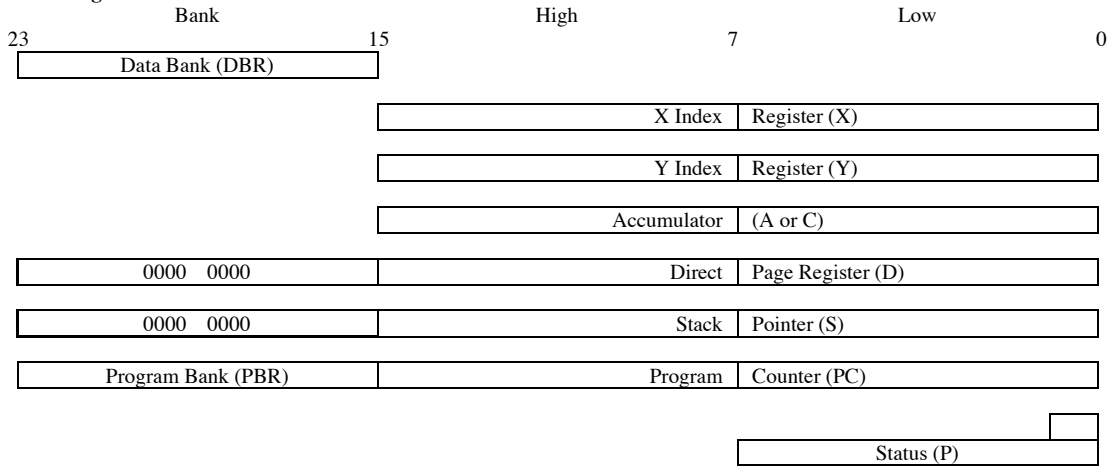 Bank High Low
23 15 7 0
Data Bank (DBR)
X Index Register (X)
Y Index Register (Y)
Accumulator (A or C)
0000 0000 Direct Page Register (D)
0000 0000 Stack Pointer (S)
Program Bank (PBR) Program Counter (PC)
Status (P)